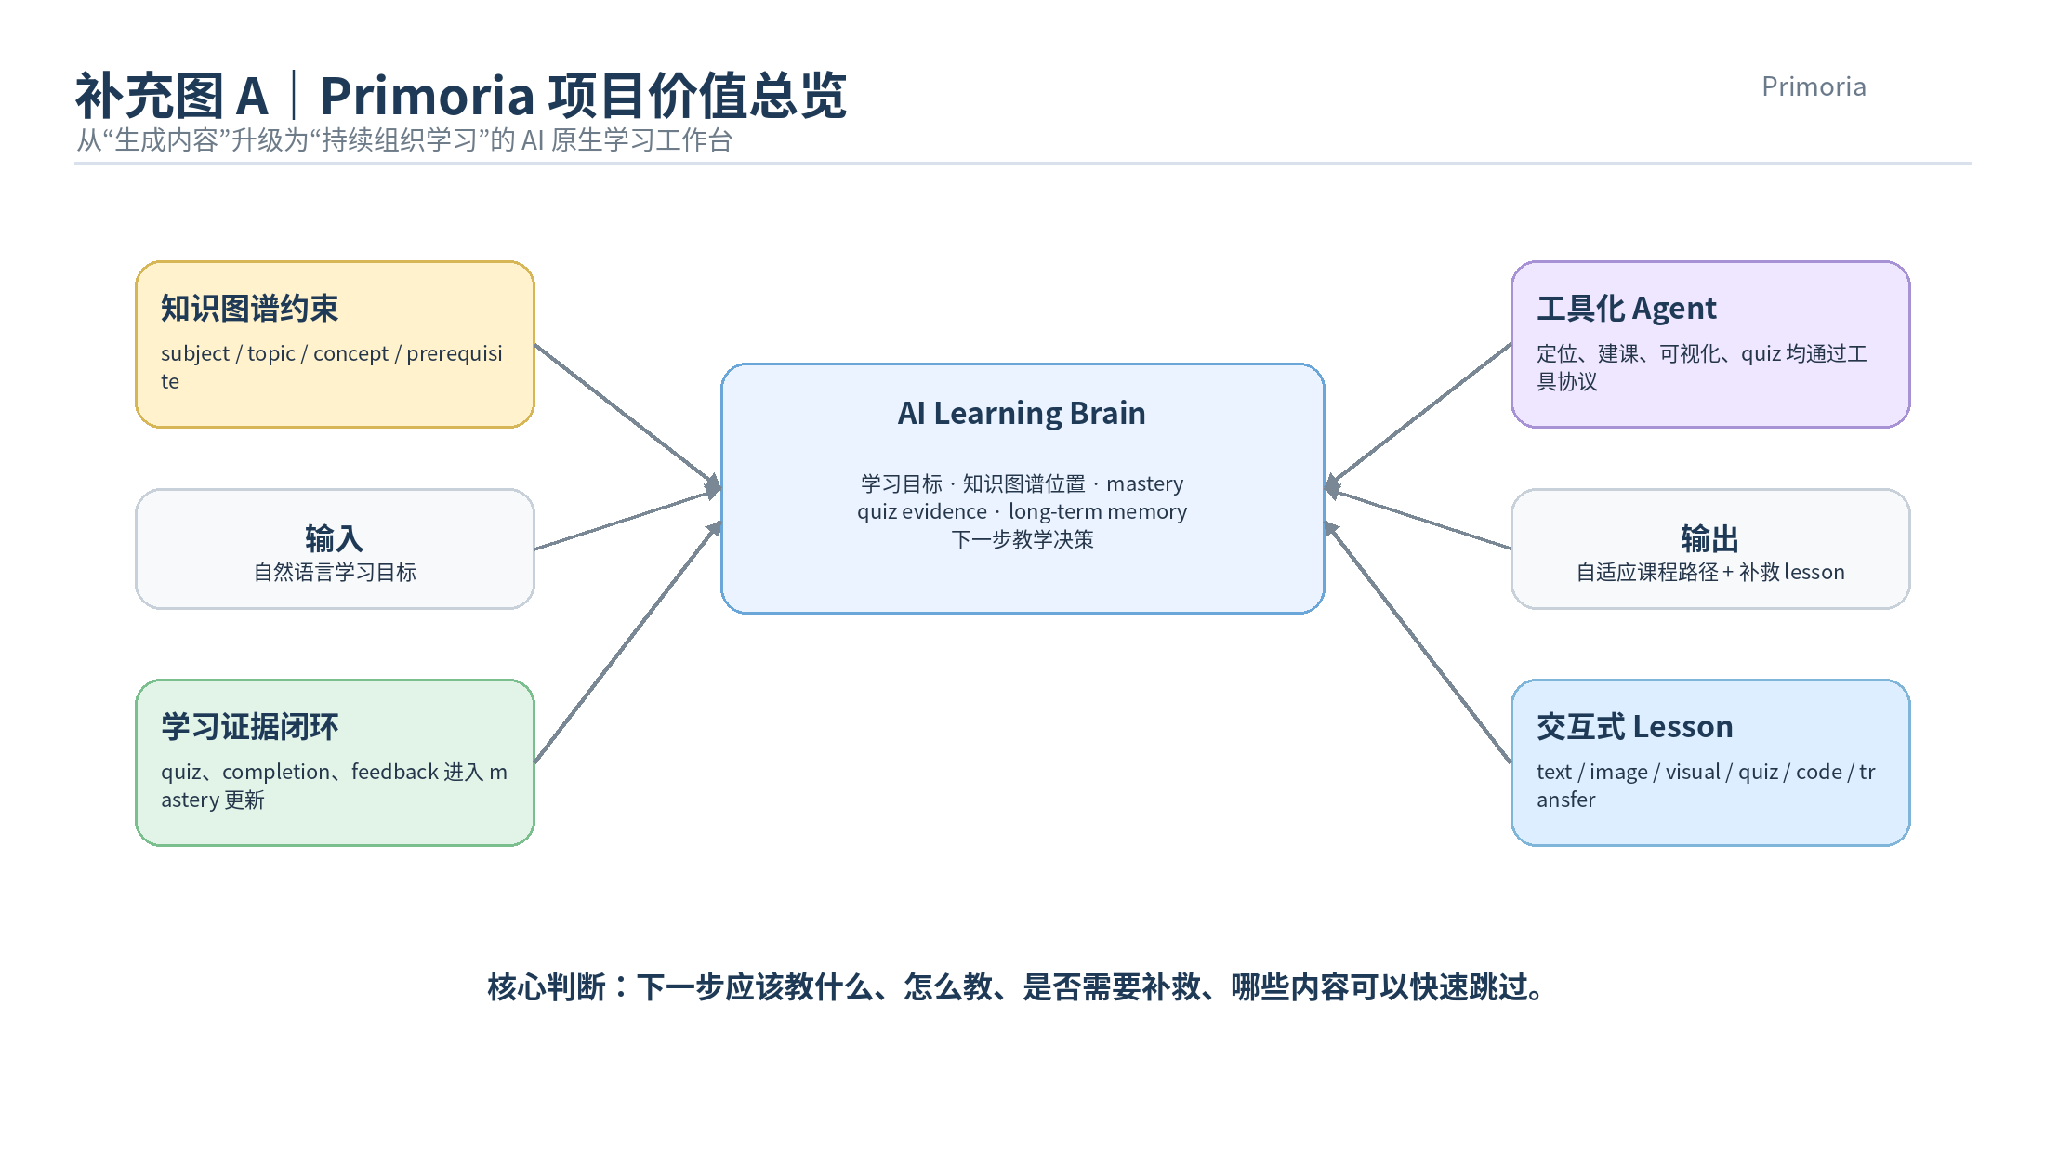 补充图 A｜Primoria 项目价值总览
Primoria
从“生成内容”升级为“持续组织学习”的 AI 原生学习工作台
知识图谱约束
subject / topic / concept / prerequisi
te
输入
自然语言学习目标
学习证据闭环
quiz、completion、feedback 进入 m
astery 更新
AI Learning Brain
学习目标 · 知识图谱位置 · mastery
quiz evidence · long-term memory
下一步教学决策
工具化 Agent
定位、建课、可视化、quiz 均通过工
具协议
输出
自适应课程路径 + 补救 lesson
交互式 Lesson
text / image / visual / quiz / code / tr
ansfer
核心判断：下一步应该教什么、怎么教、是否需要补救、哪些内容可以快速跳过。